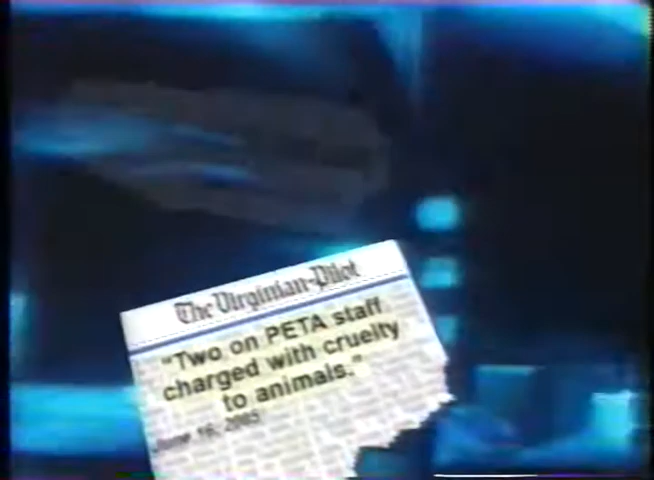 The Virginian-Pilot
"Two on PETA staff
charged with cruelty
to animals."
June 16, 2005